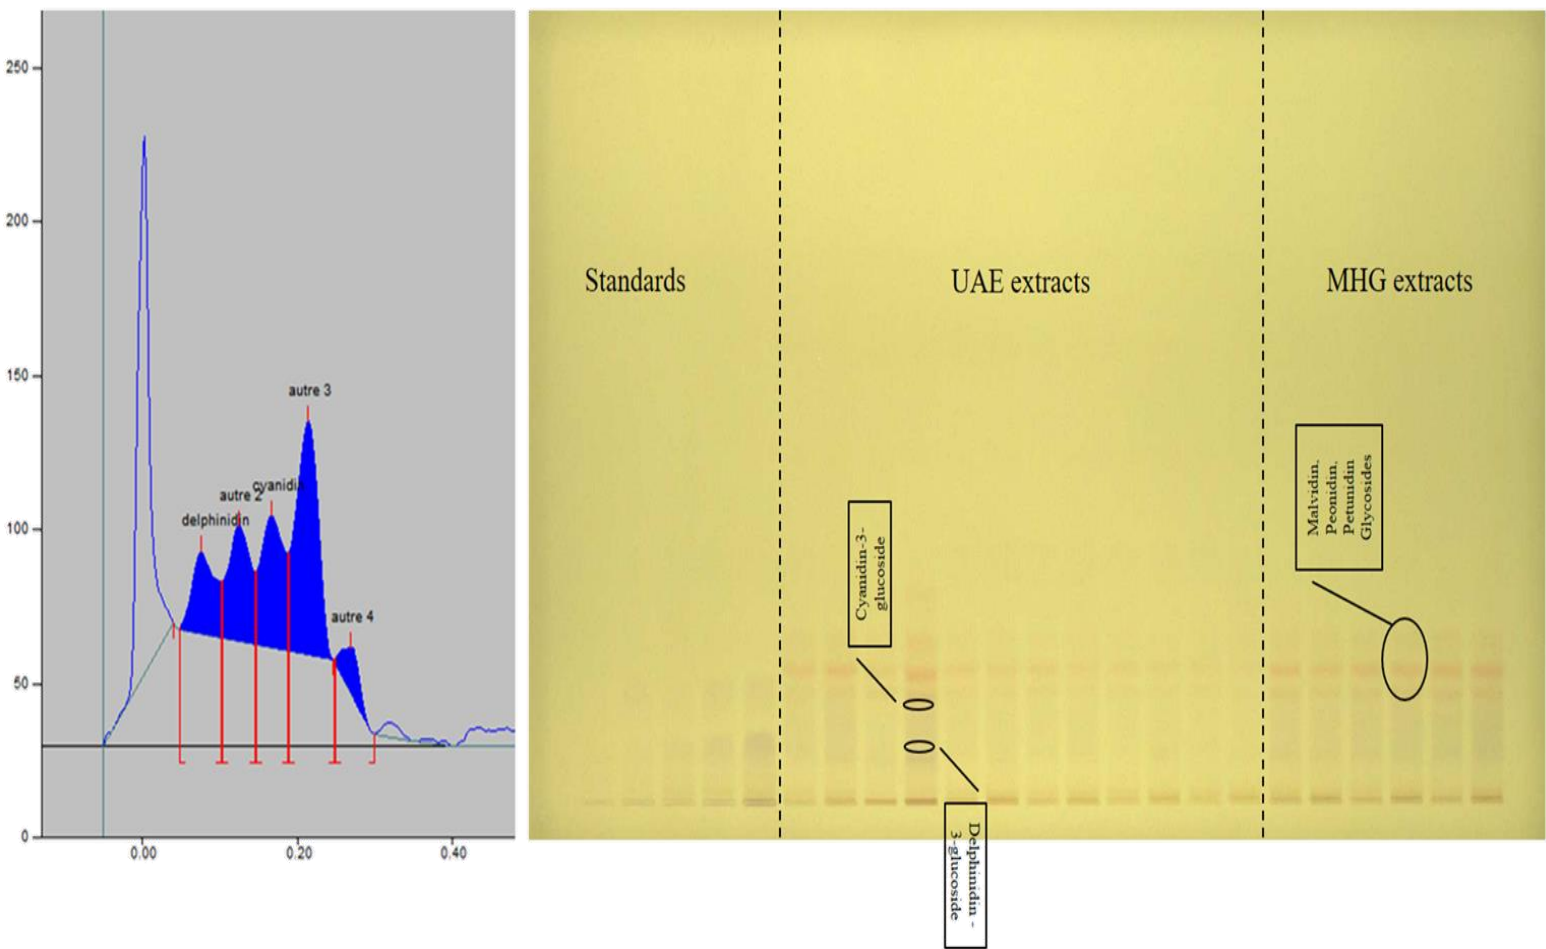 250
200
150
100
50
0
0.00
0.20
0.40
delphinidin
autre 2
cyanidin
autre 3
autre 4
Standards
UAE extracts
MHG extracts
Cyanidin-3-
glucoside
Delphinidin -
3-glucoside
Malvidin,
Peonidin,
Petunidin
Glycosides